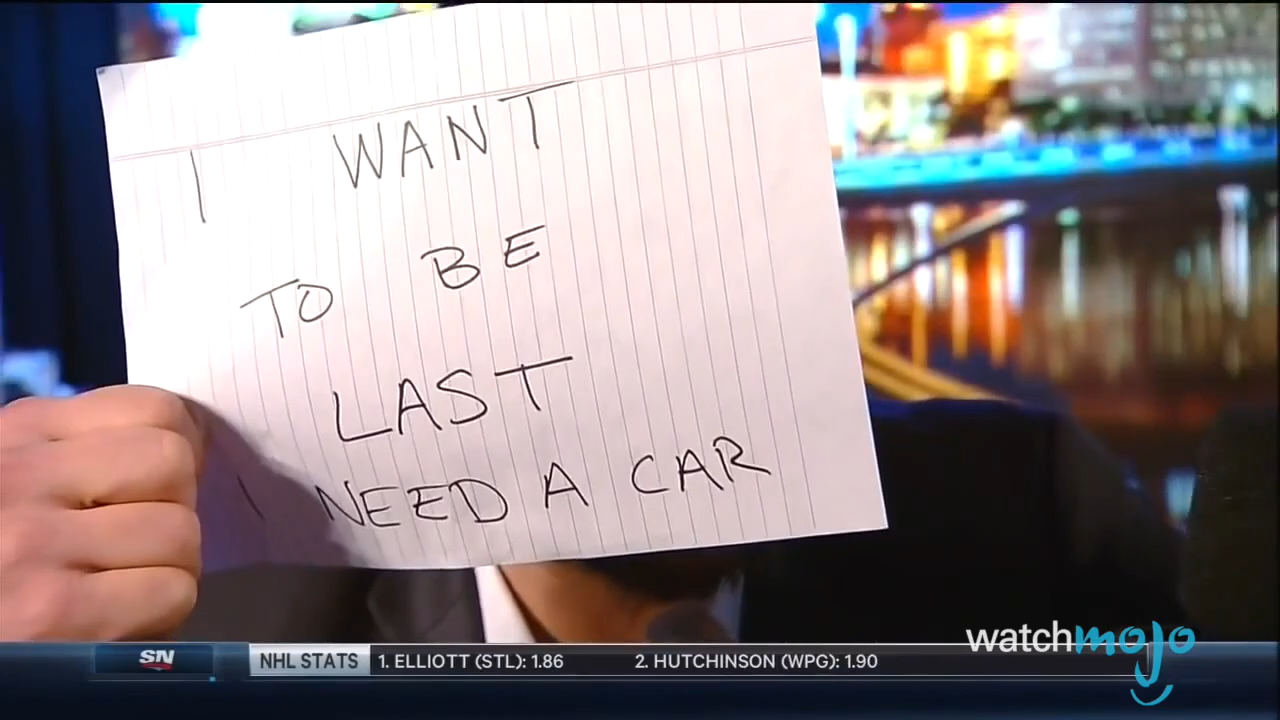 I WANT
TO BE
LAST
I NEED A CAR
SN
NHL STATS
1. ELLIOTT (STL): 1.86
2. HUTCHINSON (WPG): 1.90
watchmojo